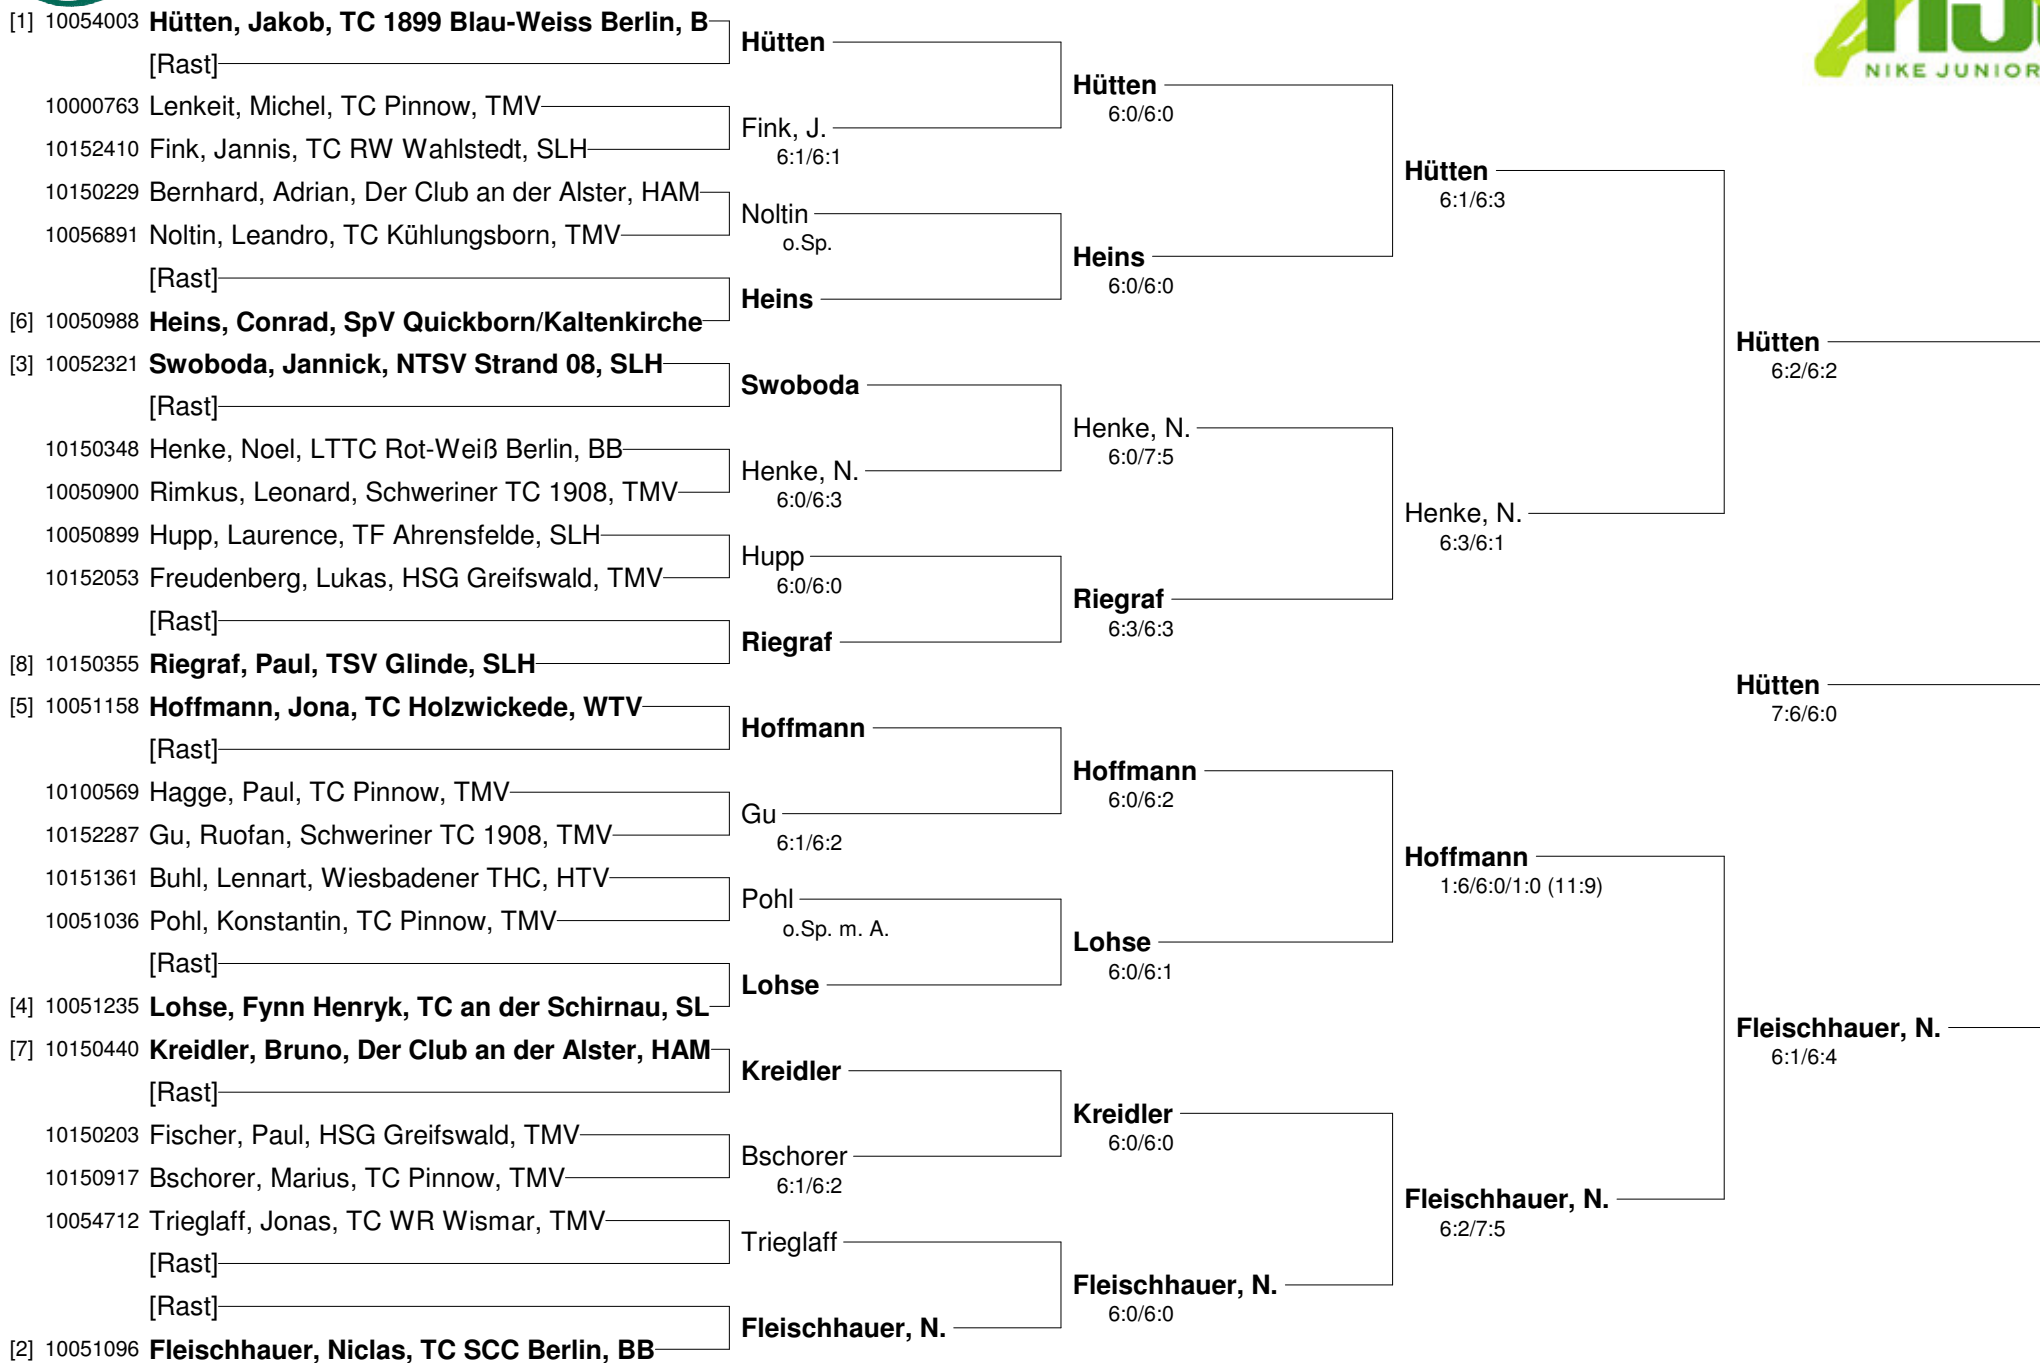 [1] 10054003 Hütten, Jakob, TC 1899 Blau-Weiss Berlin, B
[Rast]
10000763 Lenkeit, Michel, TC Pinnow, TMV
10152410 Fink, Jannis, TC RW Wahlstedt, SLH
10150229 Bernhard, Adrian, Der Club an der Alster, HAM
10056891 Noltin, Leandro, TC Kühlungsborn, TMV
[Rast]
[6] 10050988 Heins, Conrad, SpV Quickborn/Kaltenkirche
[3] 10052321 Swoboda, Jannick, NTSV Strand 08, SLH
[Rast]
10150348 Henke, Noel, LTTC Rot-Weiß Berlin, BB
10050900 Rimkus, Leonard, Schweriner TC 1908, TMV
10050899 Hupp, Laurence, TF Ahrensfelde, SLH
10152053 Freudenberg, Lukas, HSG Greifswald, TMV
[Rast]
[8] 10150355 Riegraf, Paul, TSV Glinde, SLH
[5] 10051158 Hoffmann, Jona, TC Holzwickede, WTV
[Rast]
10100569 Hagge, Paul, TC Pinnow, TMV
10152287 Gu, Ruofan, Schweriner TC 1908, TMV
10151361 Buhl, Lennart, Wiesbadener THC, HTV
10051036 Pohl, Konstantin, TC Pinnow, TMV
[Rast]
[4] 10051235 Lohse, Fynn Henryk, TC an der Schirnau, SL
[7] 10150440 Kreidler, Bruno, Der Club an der Alster, HAM
[Rast]
10150203 Fischer, Paul, HSG Greifswald, TMV
10150917 Bschorer, Marius, TC Pinnow, TMV
10054712 Trieglaff, Jonas, TC WR Wismar, TMV
[Rast]
[Rast]
[2] 10051096 Fleischhauer, Niclas, TC SCC Berlin, BB
Hütten
Fink, J.
6:1/6:1
Noltin
o.Sp.
Heins
Swoboda
Henke, N.
6:0/6:3
Hupp
6:0/6:0
Riegraf
Hoffmann
Gu
6:1/6:2
Pohl
o.Sp. m. A.
Lohse
Kreidler
Bschorer
6:1/6:2
Trieglaff
Fleischhauer, N.
Hütten
6:0/6:0
Heins
6:0/6:0
Henke, N.
6:0/7:5
Riegraf
6:3/6:3
Hoffmann
6:0/6:2
Lohse
6:0/6:1
Kreidler
6:0/6:0
Fleischhauer, N.
6:0/6:0
Hütten
6:1/6:3
Henke, N.
6:3/6:1
Hoffmann
1:6/6:0/1:0 (11:9)
Fleischhauer, N.
6:2/7:5
Hütten
6:2/6:2
Hütten
7:6/6:0
Fleischhauer, N.
6:1/6:4
NIKE JUNIOR